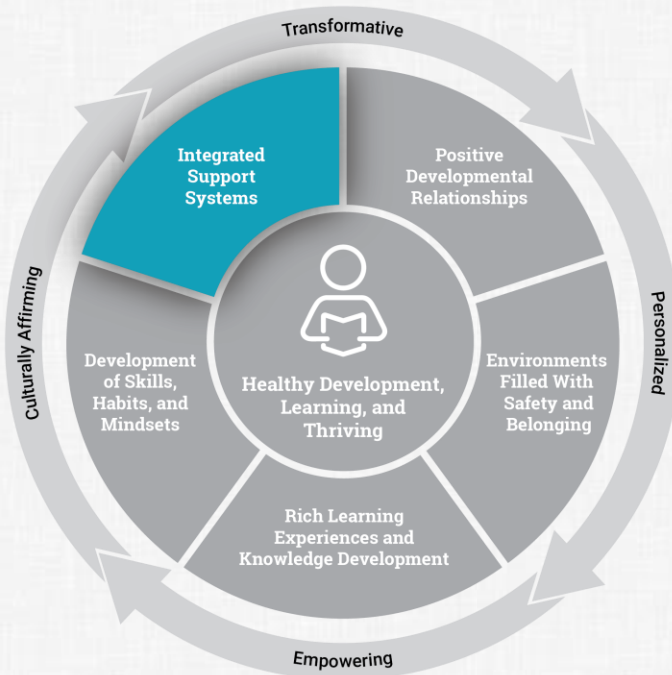 Transformative
Integrated
Support
Systems
Positive
Developmental
Relationships
Culturally Affirming
Personalized
Development
of Skills,
Habits, and
Mindsets
Healthy Development,
Learning, and
Thriving
Environments
Filled With
Safety and
Belonging
Rich Learning
Experiences and
Knowledge Development
Empowering